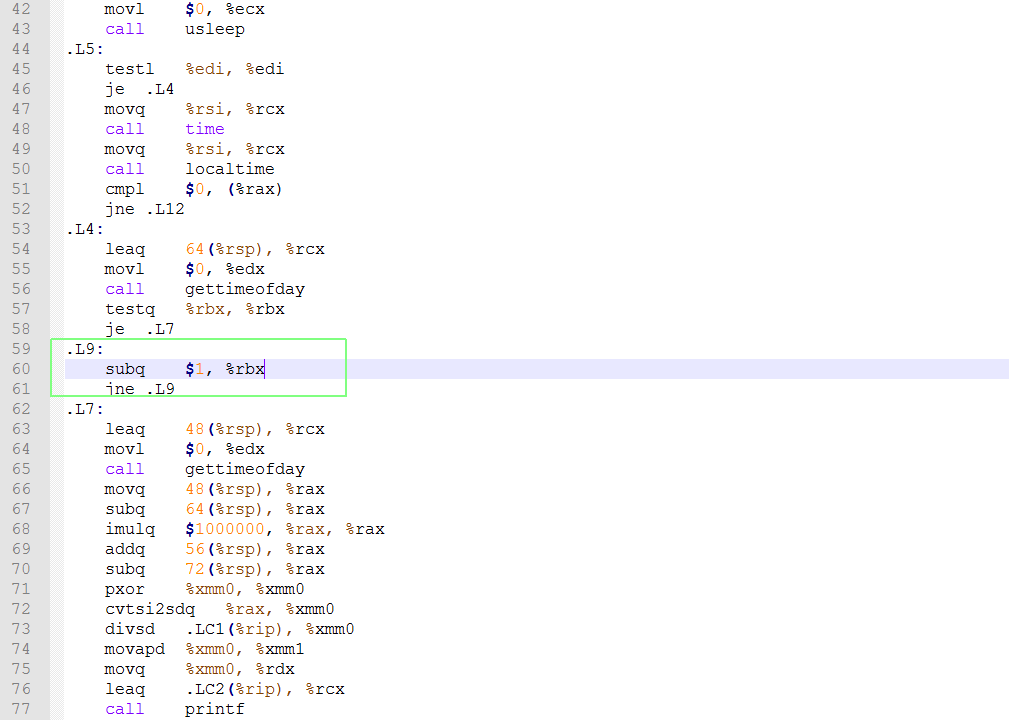 42 movl $0, %ecx
43 call usleep
44 .L5:
45 testl %edi, %edi
46 je .L4
47 movq %rsi, %rcx
48 call time
49 movq %rsi, %rcx
50 call localtime
51 cmpl $0, (%rax)
52 jne .L12
53 .L4:
54 leaq 64(%rsp), %rcx
55 movl $0, %edx
56 call gettimeofday
57 testq %rbx, %rbx
58 je .L7
59 .L9:
60 subq $1, %rbx
61 jne .L9
62 .L7:
63 leaq 48(%rsp), %rcx
64 movl $0, %edx
65 call gettimeofday
66 movq 48(%rsp), %rax
67 subq 64(%rsp), %rax
68 imulq $1000000, %rax, %rax
69 addq 56(%rsp), %rax
70 subq 72(%rsp), %rax
71 pxor %xmm0, %xmm0
72 cvtsi2sdq %rax, %xmm0
73 divsd .LC1(%rip), %xmm0
74 movapd %xmm0, %xmm1
75 movq %xmm0, %rdx
76 leaq .LC2(%rip), %rcx
77 call printf